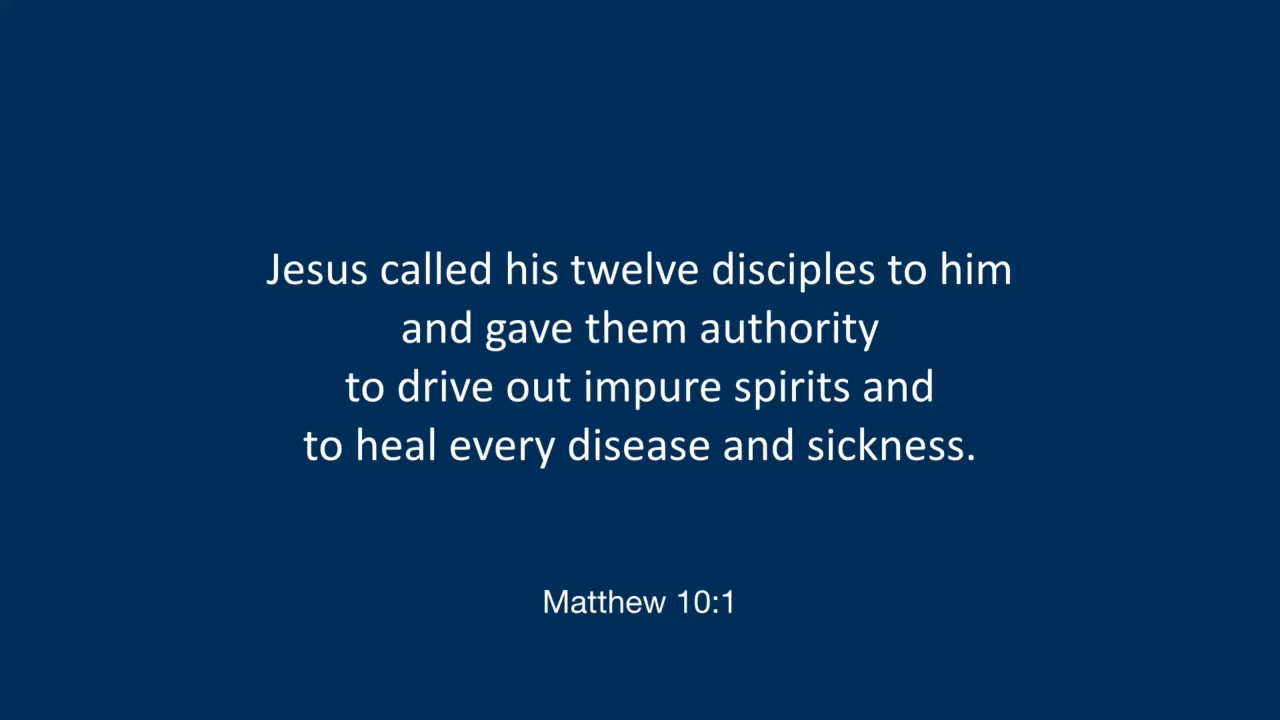 Jesus called his twelve disciples to him
and gave them authority
to drive out impure spirits and
to heal every disease and sickness.
Matthew 10:1